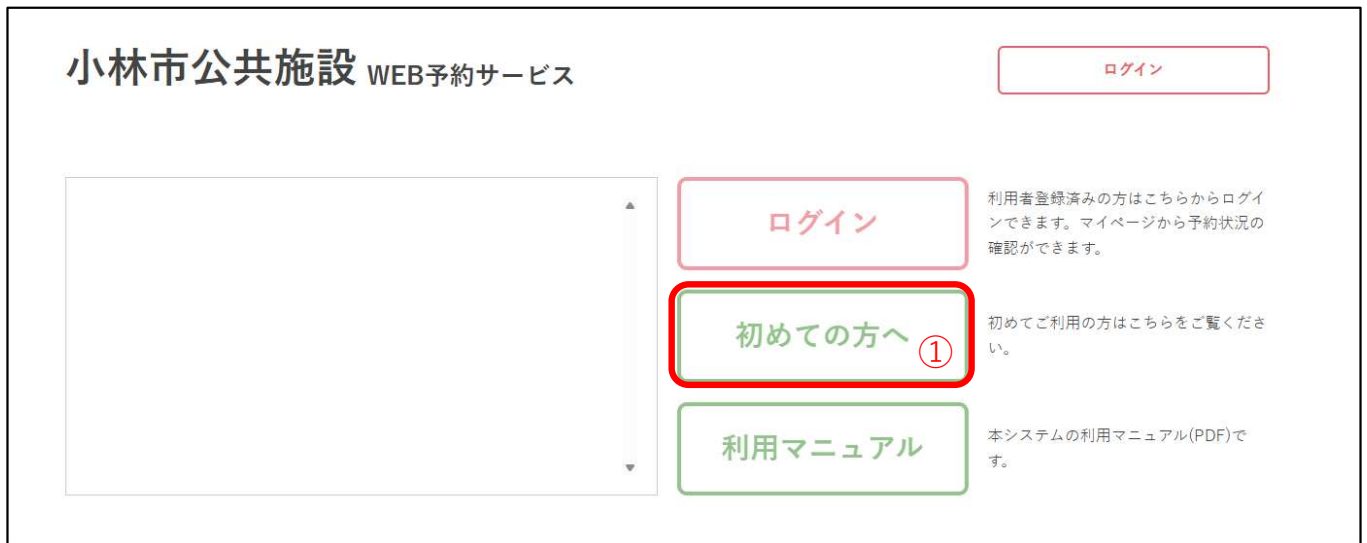 小林市公共施設 WEB予約サービス
ログイン
ログイン
利用者登録済みの方はこちらからログイ
ンできます。マイページから予約状況の
確認ができます。
初めての方へ ①
初めてご利用の方はこちらをご覧くださ
い。
利用マニュアル
本システムの利用マニュアル(PDF)で
す。